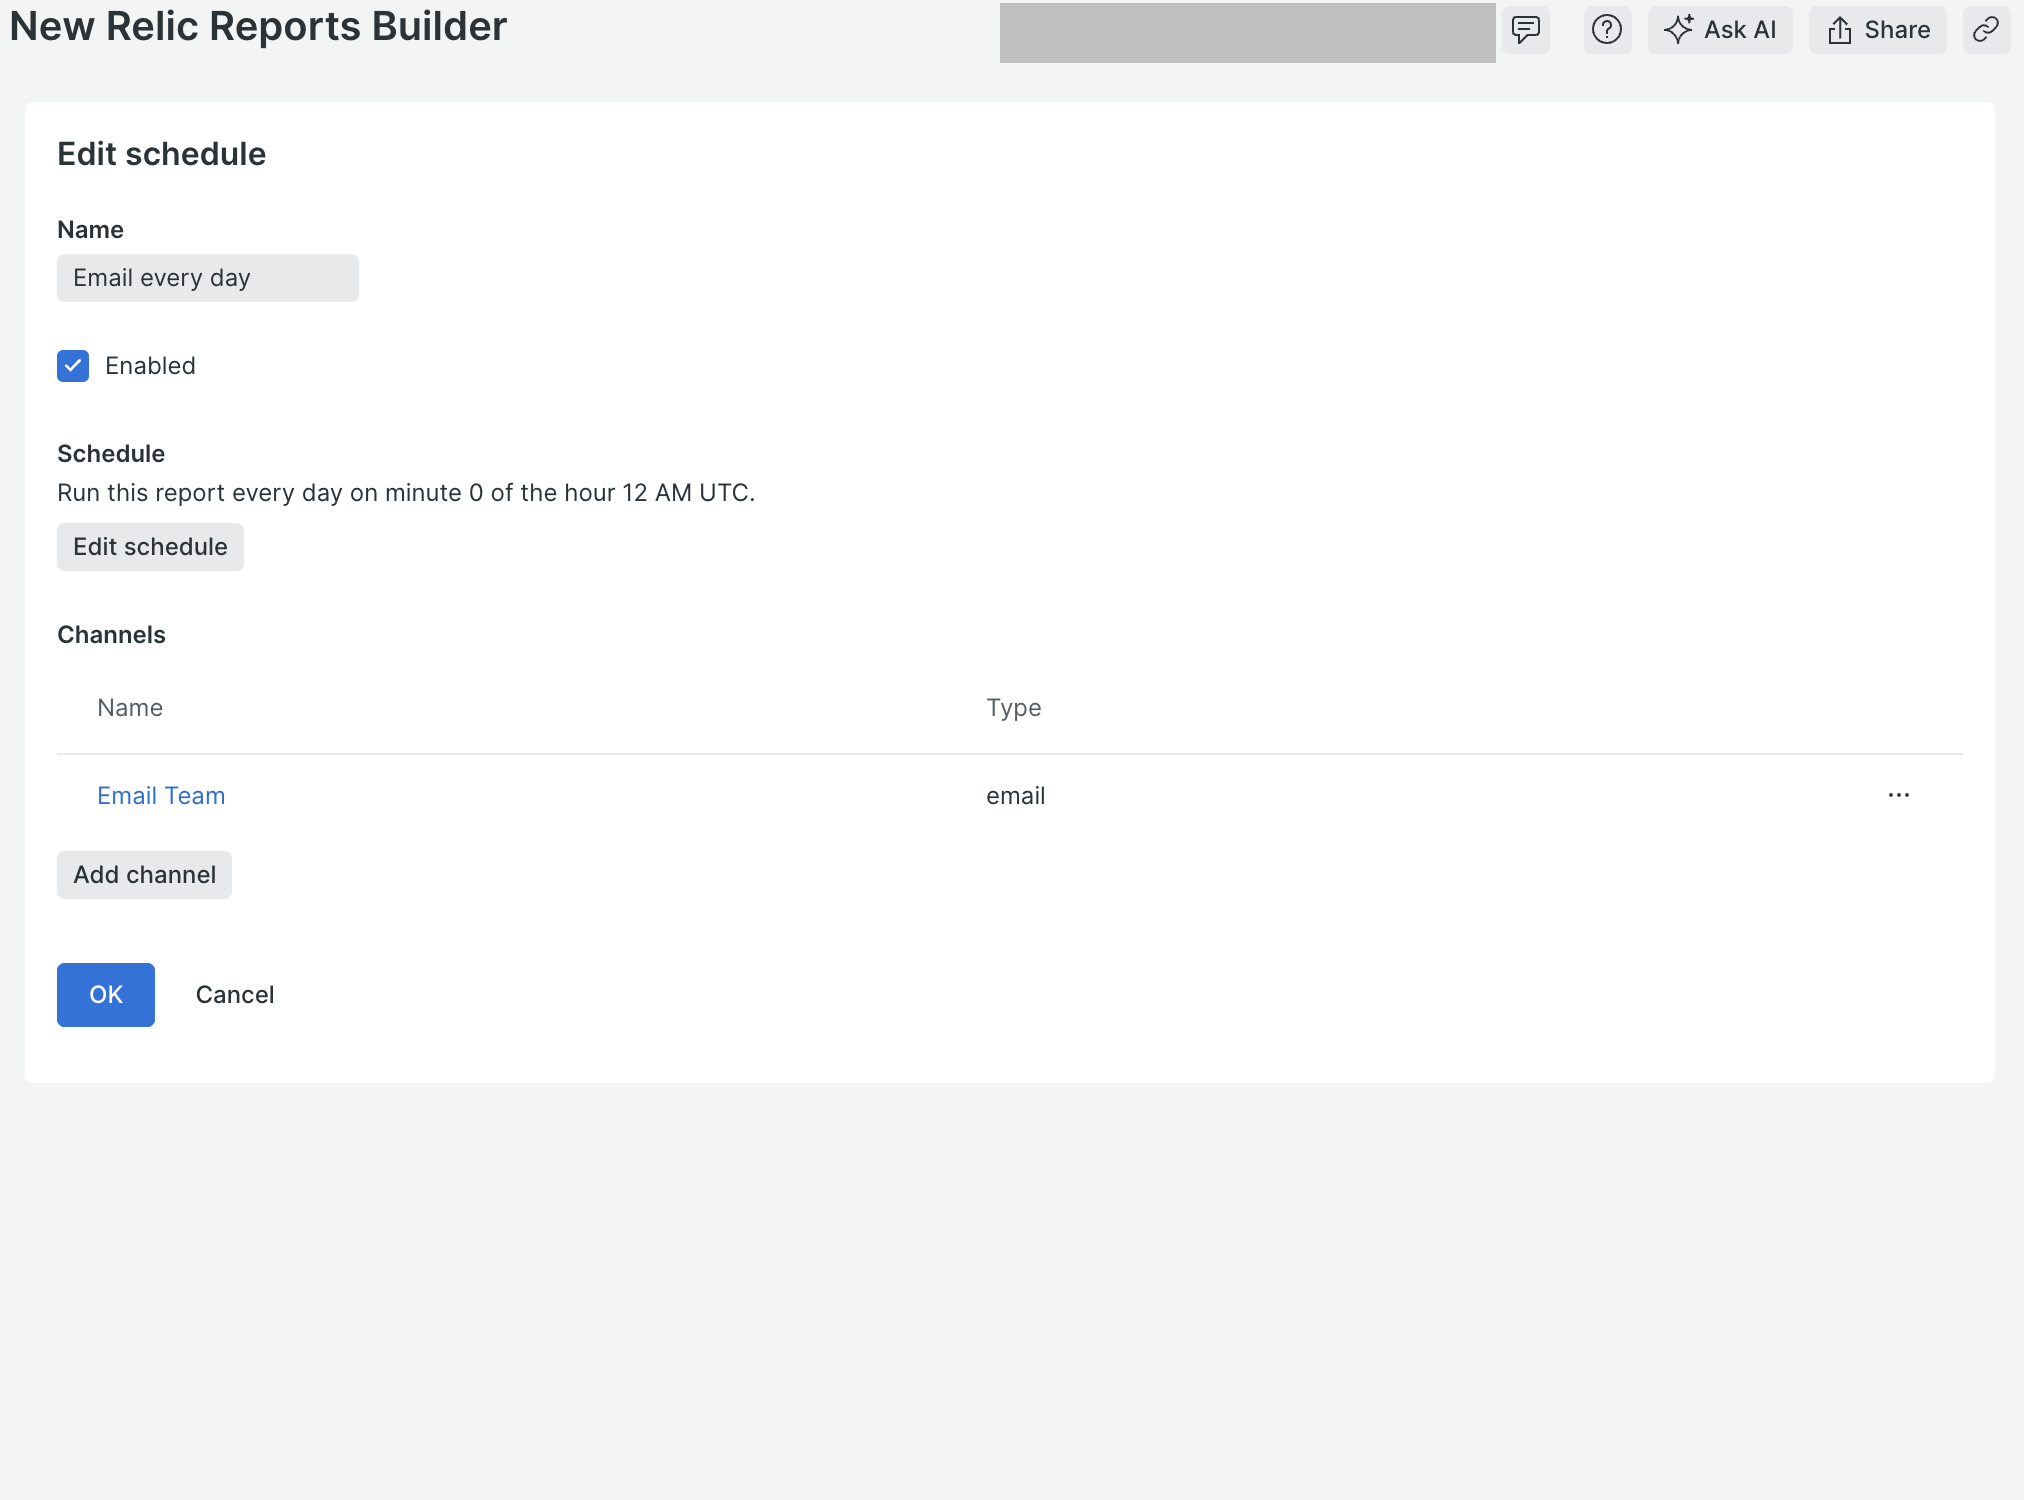 New Relic Reports Builder
Ask AI
Share
Edit schedule
Name
Email every day
Enabled
Schedule
Run this report every day on minute 0 of the hour 12 AM UTC.
Edit schedule
Channels
Name Type
Email Team email
Add channel
OK Cancel